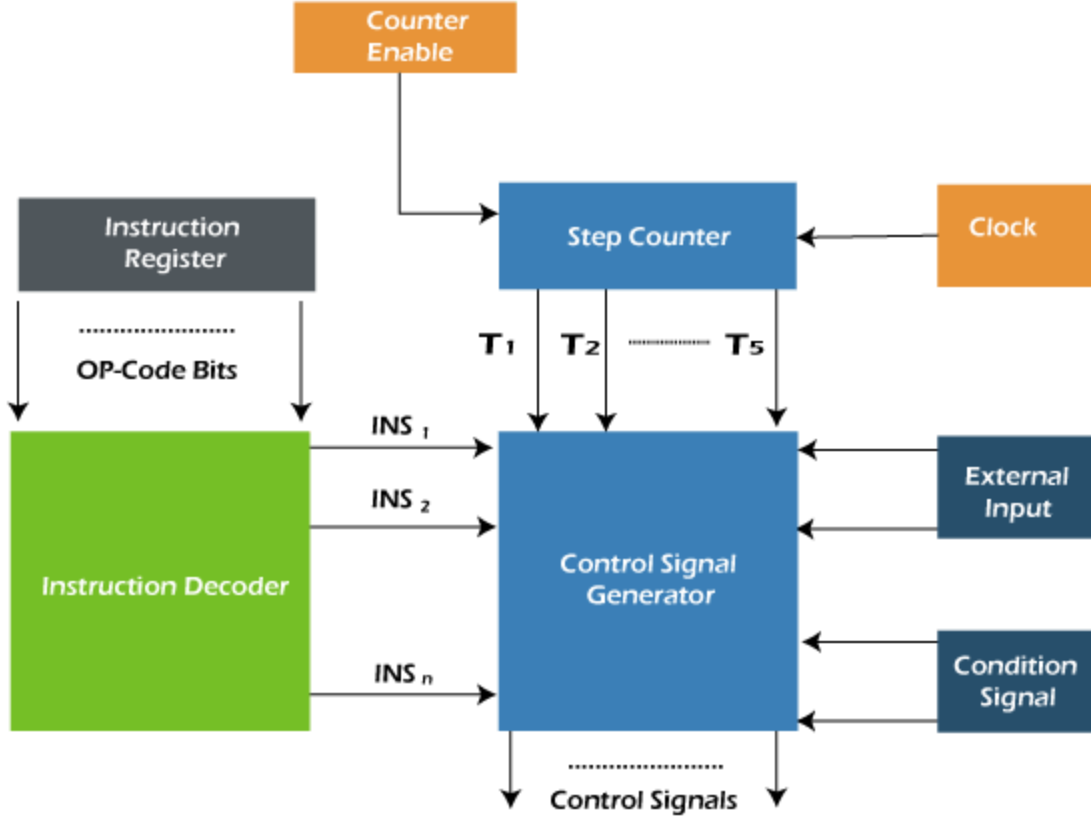 Counter
Enable
Instruction
Register
Step Counter
Clock
T1 T2 ............... T5
......................
OP-Code Bits
INS 1
INS 2
INS n
Instruction Decoder
Control Signal
Generator
External
Input
Condition
Signal
......................
Control Signals